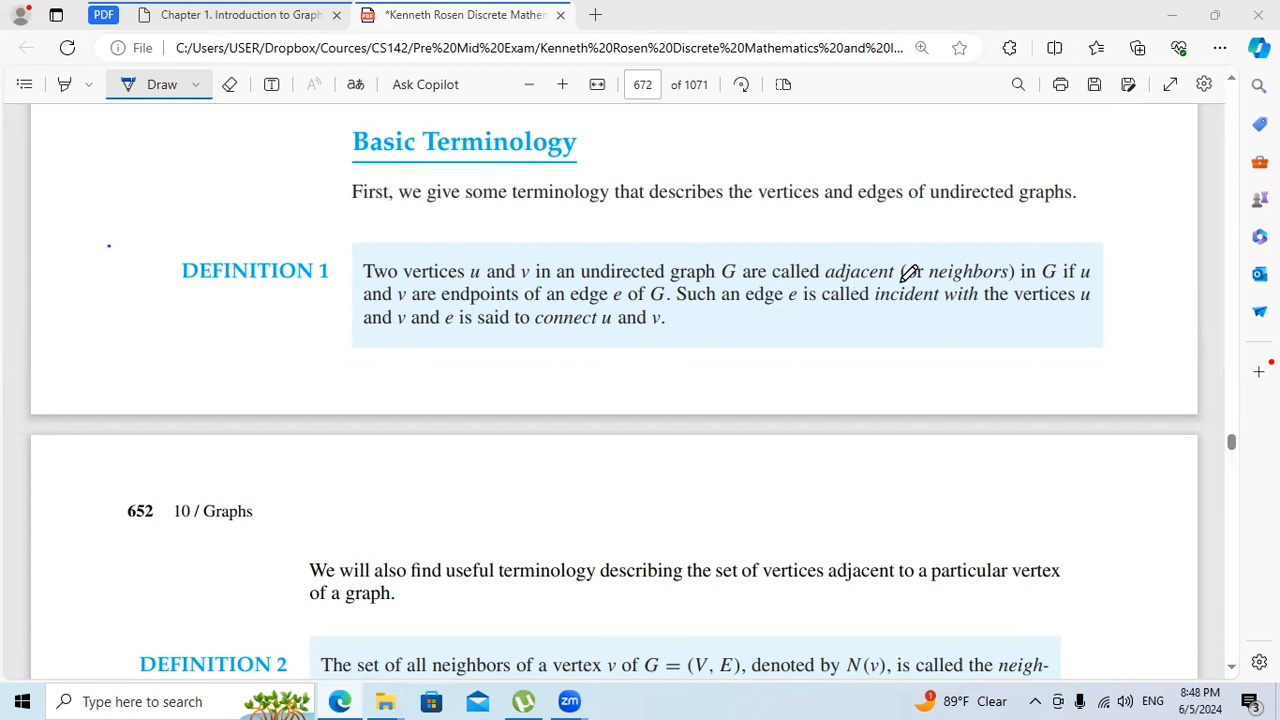 PDF
Chapter 1. Introduction to Graph
*Kenneth Rosen Discrete Mathem
File
C:/Users/USER/Dropbox/Cources/CS142/Pre%20Mid%20Exam/Kenneth%20Rosen%20Discrete%20Mathematics%20and%20I...
Draw
Ask Copilot
672 of 1071
Basic Terminology
First, we give some terminology that describes the vertices and edges of undirected graphs.
DEFINITION 1
Two vertices u and v in an undirected graph G are called adjacent (or neighbors) in G if u
and v are endpoints of an edge e of G. Such an edge e is called incident with the vertices u
and v and e is said to connect u and v.
652 10 / Graphs
We will also find useful terminology describing the set of vertices adjacent to a particular vertex
of a graph.
DEFINITION 2
The set of all neighbors of a vertex v of G = (V, E), denoted by N(v), is called the neigh-
Type here to search
89°F Clear
ENG
8:48 PM
6/5/2024